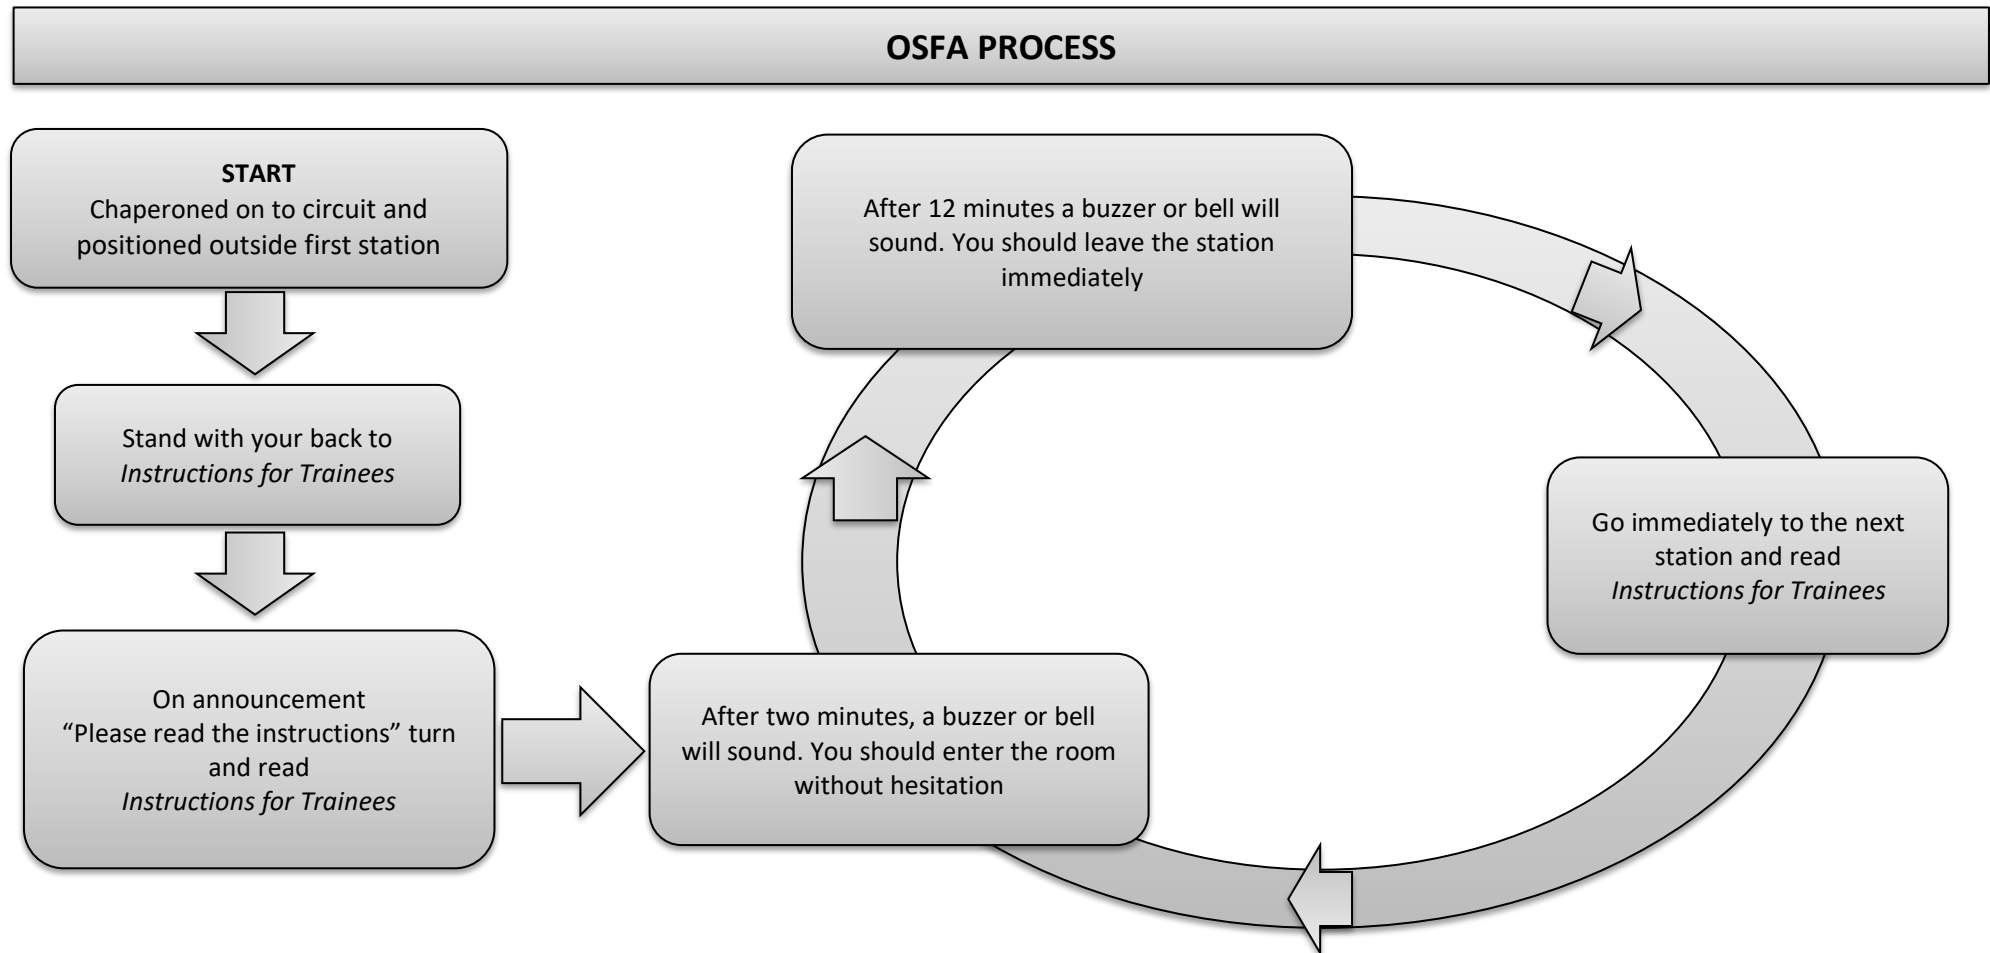 OSFA PROCESS
START
Chaperoned on to circuit and
positioned outside first station
Stand with your back to
Instructions for Trainees
On announcement
“Please read the instructions” turn
and read
Instructions for Trainees
After two minutes, a buzzer or bell
will sound. You should enter the room
without hesitation
After 12 minutes a buzzer or bell will
sound. You should leave the station
immediately
Go immediately to the next
station and read
Instructions for Trainees